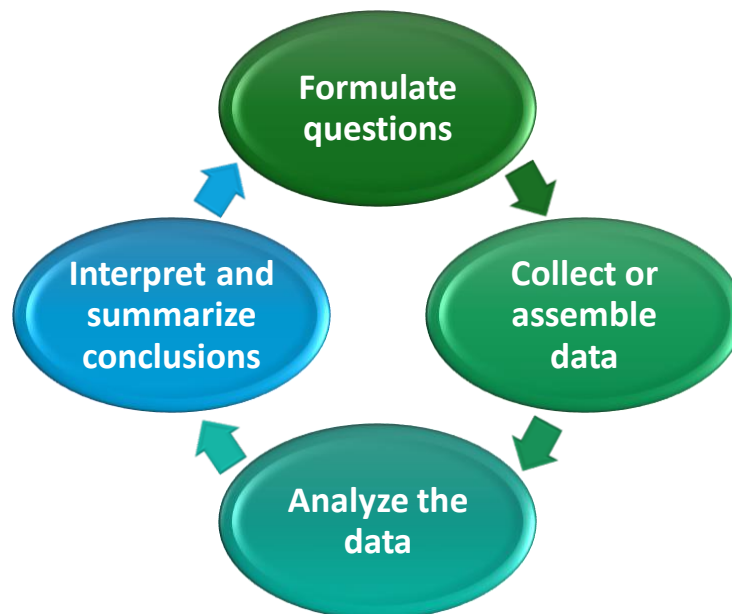 Formulate
questions
Collect or
assemble
data
Analyze the
data
Interpret and
summarize
conclusions